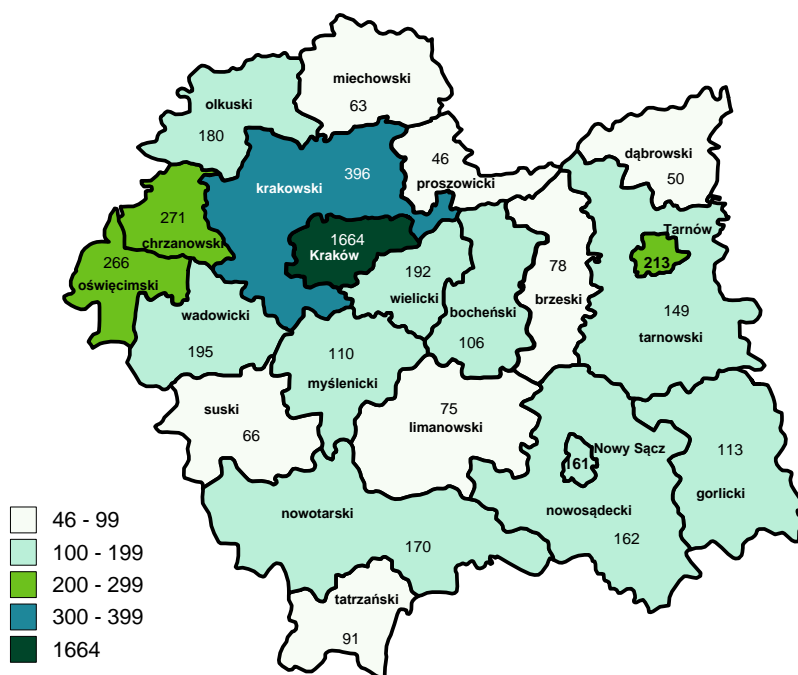 miechowski
63
olkuski
180
46
proszowicki
dąbrowski
50
krakowski
396
271
chrzanowski
1664
Kraków
Tarnów
213
266
oświęcimski
192
wielicki
78
brzeski
bocheński
106
149
tarnowski
wadowicki
195
110
myślenicki
suski
66
75
limanowski
Nowy Sącz
161
113
gorlicki
nowotarski
170
nowosądecki
162
tatrzański
91
46 - 99
100 - 199
200 - 299
300 - 399
1664